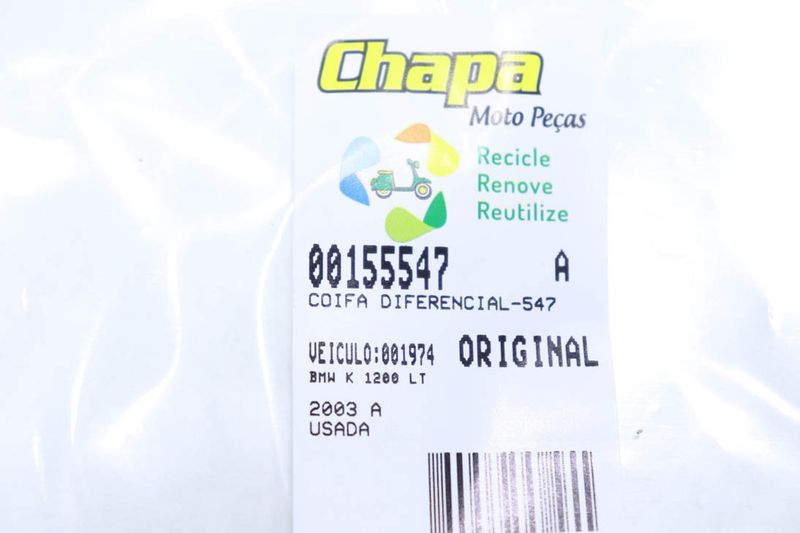 Chapa
Moto Peças
Recicle
Renove
Reutilize
00155547 A
COIFA DIFERENCIAL-547
VEICULO:001974 ORIGINAL
BMW K 1200 LT
2003 A
USADA